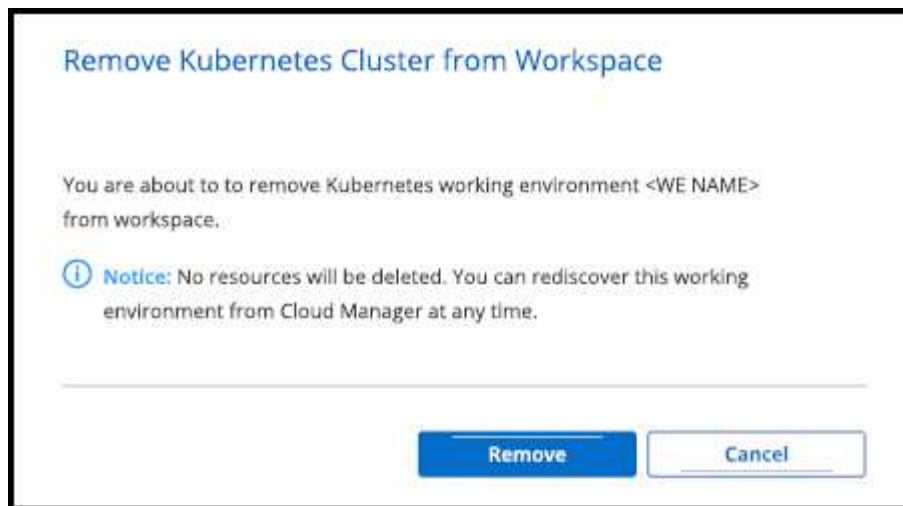 Remove Kubernetes Cluster from Workspace
You are about to to remove Kubernetes working environment <WE NAME>
from workspace.
Notice: No resources will be deleted. You can rediscover this working
environment from Cloud Manager at any time.
Remove
Cancel